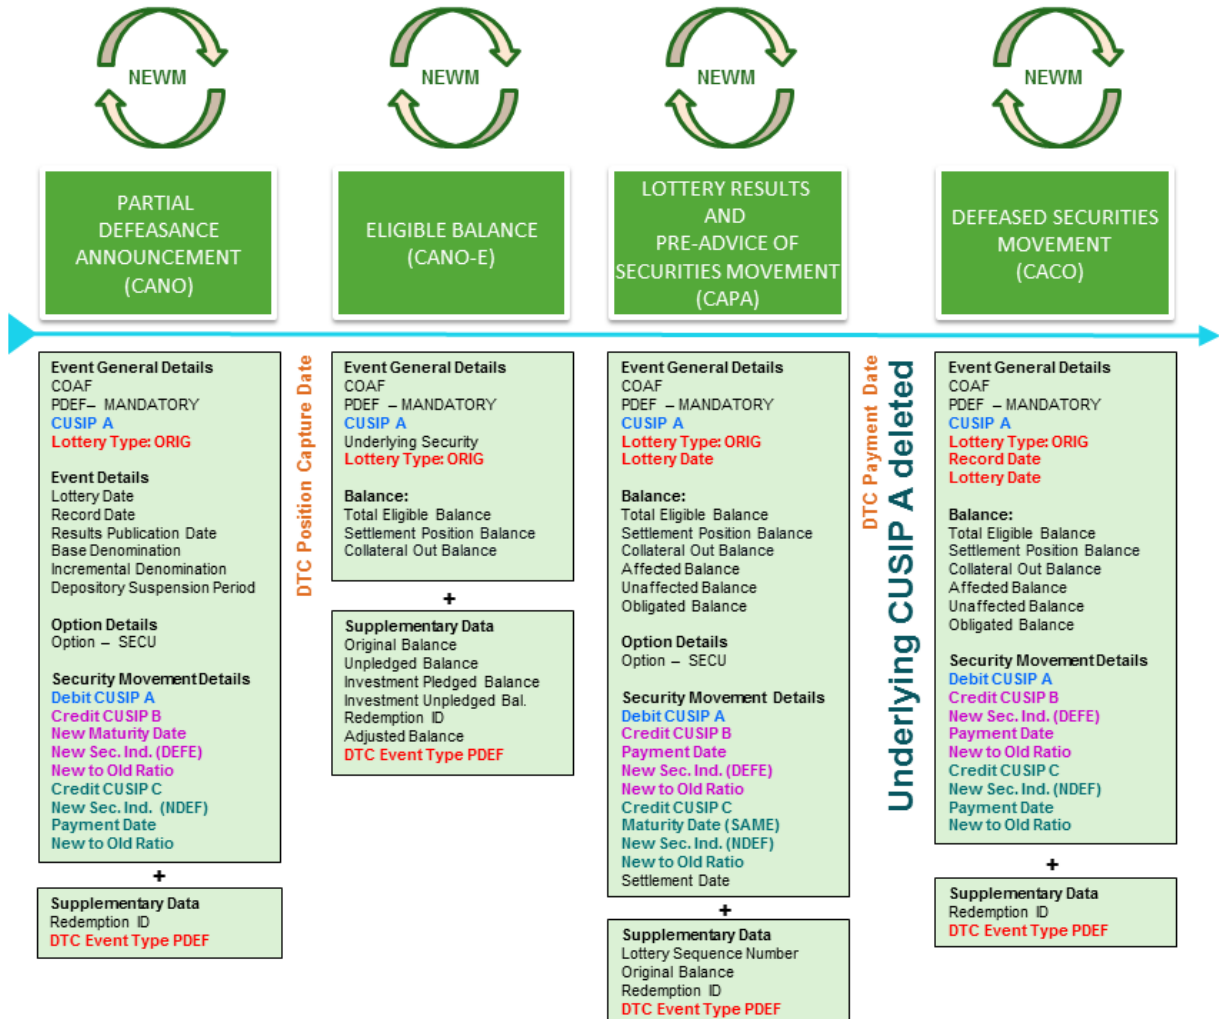 NEWM
NEWM
NEWM
NEWM
PARTIAL
DEFEASANCE
ANNOUNCEMENT
(CANO)
ELIGIBLE BALANCE
(CANO-E)
LOTTERY RESULTS
AND
PRE-ADVICE OF
SECURITIES MOVEMENT
(CAPA)
DEFEASED SECURITIES
MOVEMENT
(CACO)
Event General Details
COAF
PDEF– MANDATORY
CUSIP A
Lottery Type: ORIG
Event Details
Lottery Date
Record Date
Results Publication Date
Base Denomination
Incremental Denomination
Depository Suspension Period
Option Details
Option – SECU
Security Movement Details
Debit CUSIP A
Credit CUSIP B
New Maturity Date
New Sec. Ind. (DEFE)
New to Old Ratio
Credit CUSIP C
New Sec. Ind. (NDEF)
Payment Date
New to Old Ratio
+
Supplementary Data
Redemption ID
DTC Event Type PDEF
DTC Position Capture Date
Event General Details
COAF
PDEF – MANDATORY
CUSIP A
Underlying Security
Lottery Type: ORIG
Balance:
Total Eligible Balance
Settlement Position Balance
Collateral Out Balance
+
Supplementary Data
Original Balance
Unpledged Balance
Investment Pledged Balance
Investment Unpledged Bal.
Redemption ID
Adjusted Balance
DTC Event Type PDEF
Event General Details
COAF
PDEF – MANDATORY
CUSIP A
Lottery Type: ORIG
Lottery Date
Balance:
Total Eligible Balance
Settlement Position Balance
Collateral Out Balance
Affected Balance
Unaffected Balance
Obligated Balance
Option Details
Option – SECU
Security Movement Details
Debit CUSIP A
Credit CUSIP B
Payment Date
New Sec. Ind. (DEFE)
New to Old Ratio
Credit CUSIP C
Maturity Date (SAME)
New Sec. Ind. (NDEF)
New to Old Ratio
Settlement Date
+
Supplementary Data
Lottery Sequence Number
Original Balance
Redemption ID
DTC Event Type PDEF
DTC Payment Date
Underlying CUSIP A deleted
Event General Details
COAF
PDEF – MANDATORY
CUSIP A
Lottery Type: ORIG
Record Date
Lottery Date
Balance:
Total Eligible Balance
Settlement Position Balance
Collateral Out Balance
Affected Balance
Unaffected Balance
Obligated Balance
Security Movement Details
Debit CUSIP A
Credit CUSIP B
New Sec. Ind. (DEFE)
Payment Date
New to Old Ratio
Credit CUSIP C
New Sec. Ind. (NDEF)
Payment Date
New to Old Ratio
+
Supplementary Data
Redemption ID
DTC Event Type PDEF